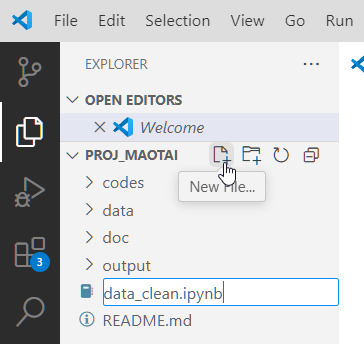 File Edit Selection View Go Run
EXPLORER
OPEN EDITORS
Welcome
PROJ_MAOTAI
codes
New File...
data
doc
output
data_clean.ipynb
3
README.md